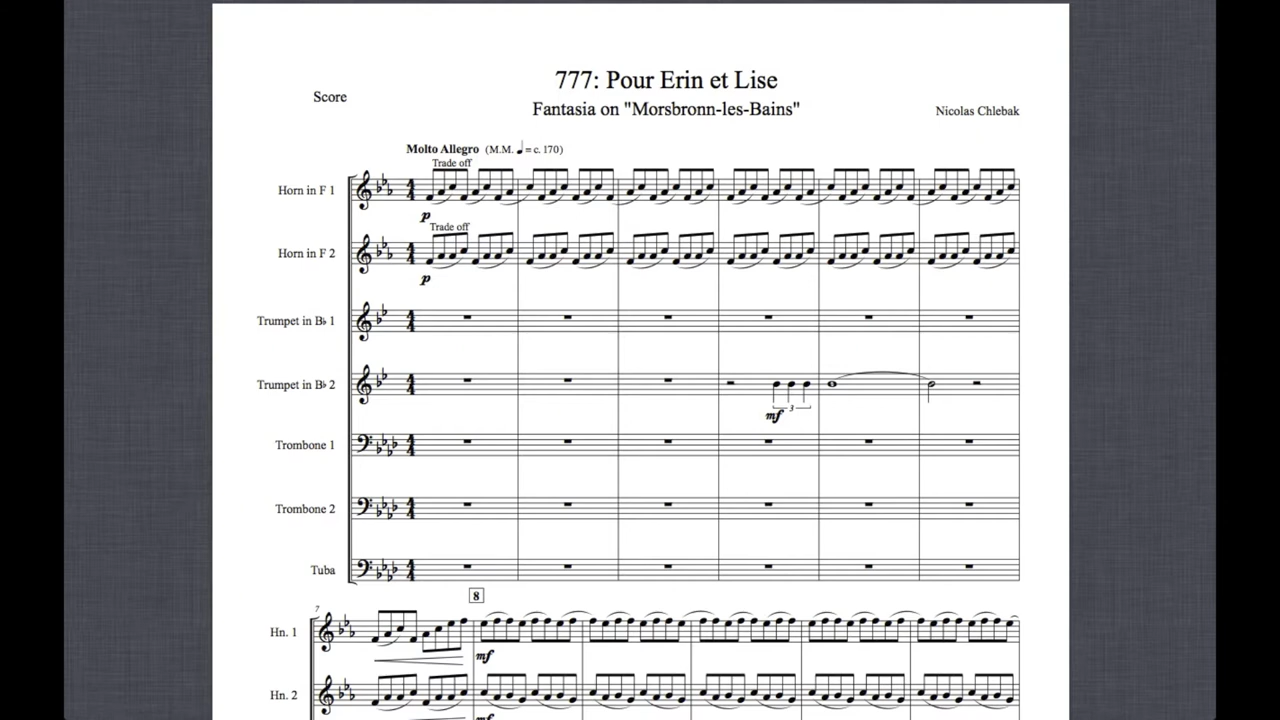 777: Pour Erin et Lise
Score
Fantasia on "Morsbronn-les-Bains"
Nicolas Chlebak
Molto Allegro (M.M. ♩ = c. 170)
Trade off
Horn in F 1
p
Trade off
Horn in F 2
p
Trumpet in B♭ 1
Trumpet in B♭ 2
3
mf
Trombone 1
Trombone 2
Tuba
8
7
Hn. 1
mf
Hn. 2
mf